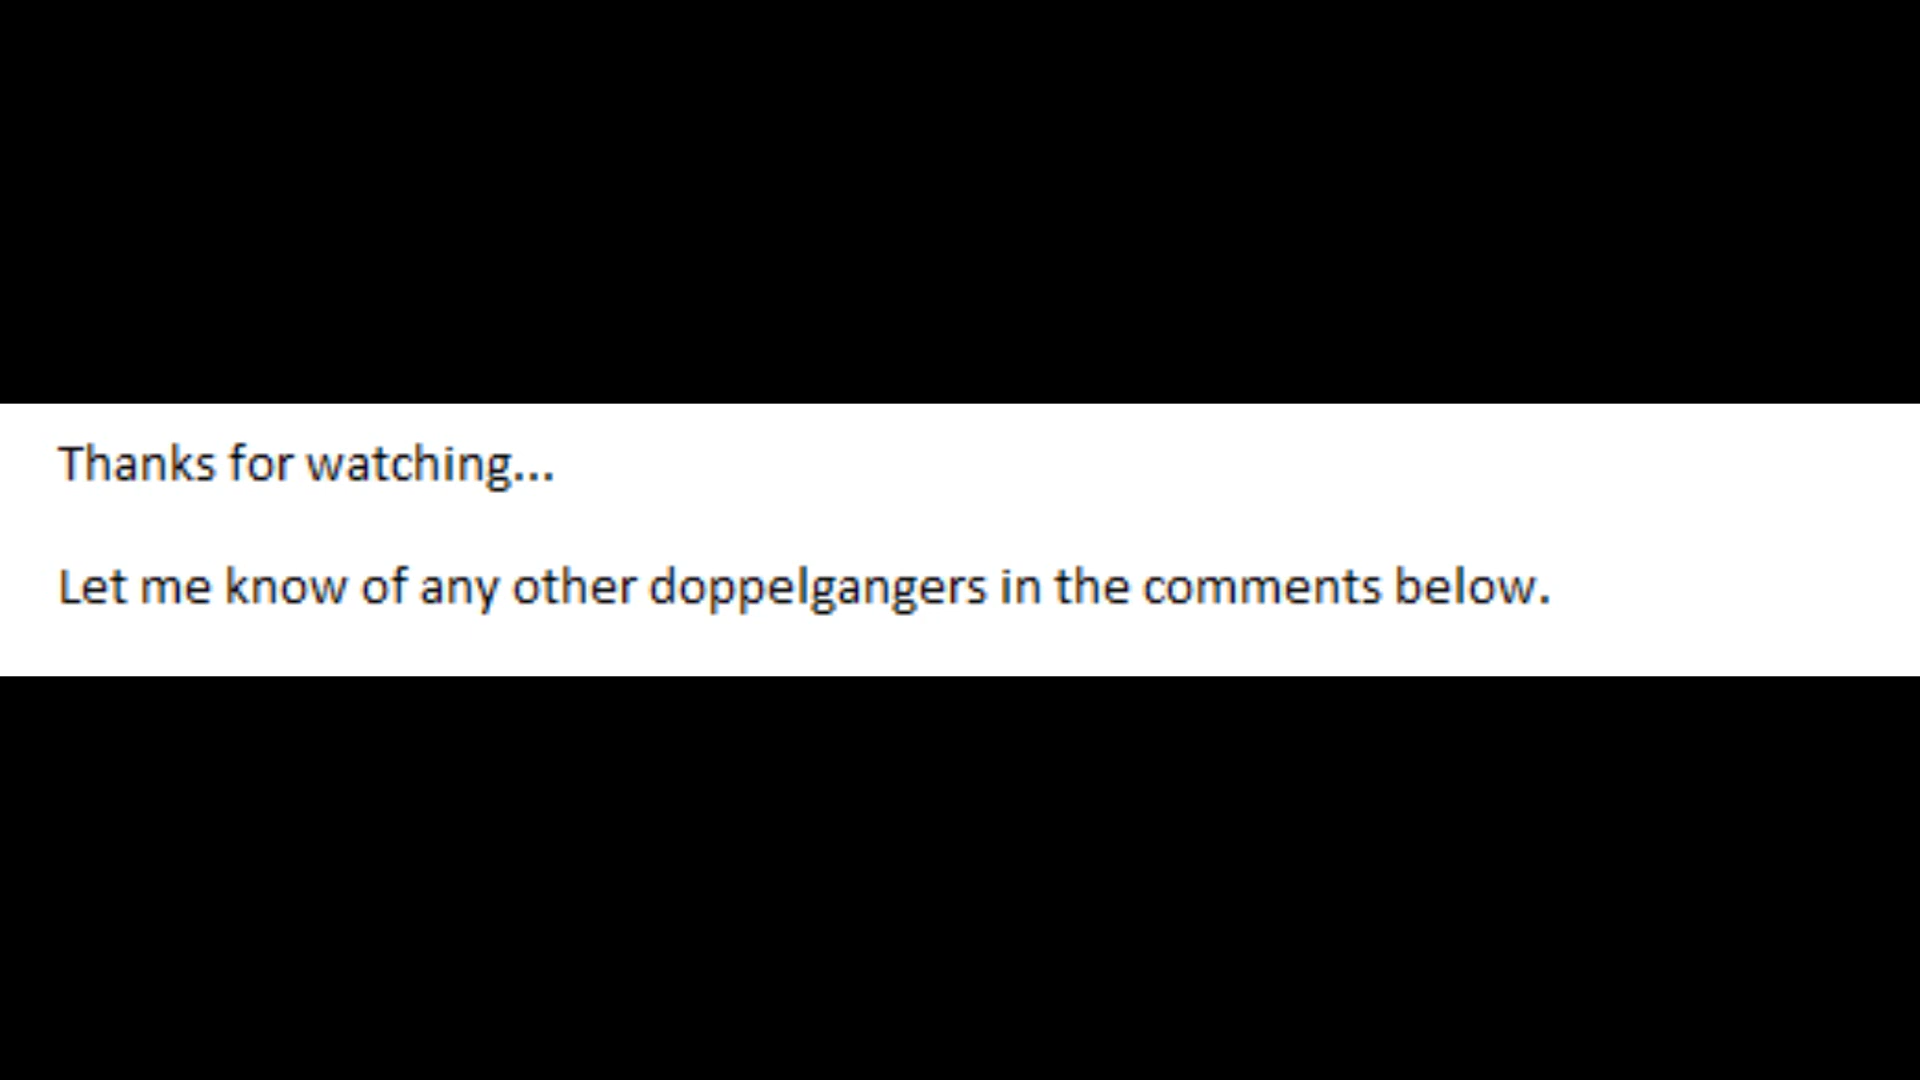 Thanks for watching...
Let me know of any other doppelgangers in the comments below.